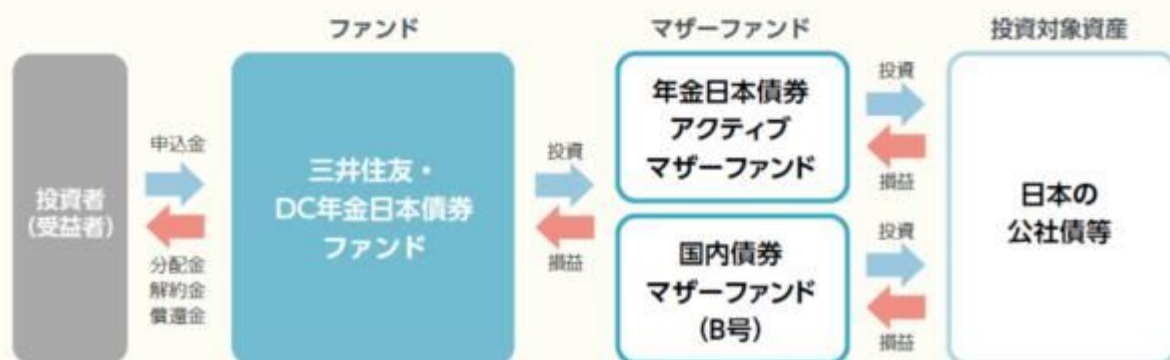 ファンド
マザーファンド
投資対象資産
投資者
(受益者)
申込金
分配金
解約金
償還金
三井住友・
DC年金日本債券
ファンド
投資
損益
年金日本債券
アクティブ
マザーファンド
国内債券
マザーファンド
(B号)
投資
損益
投資
損益
日本の
公社債等